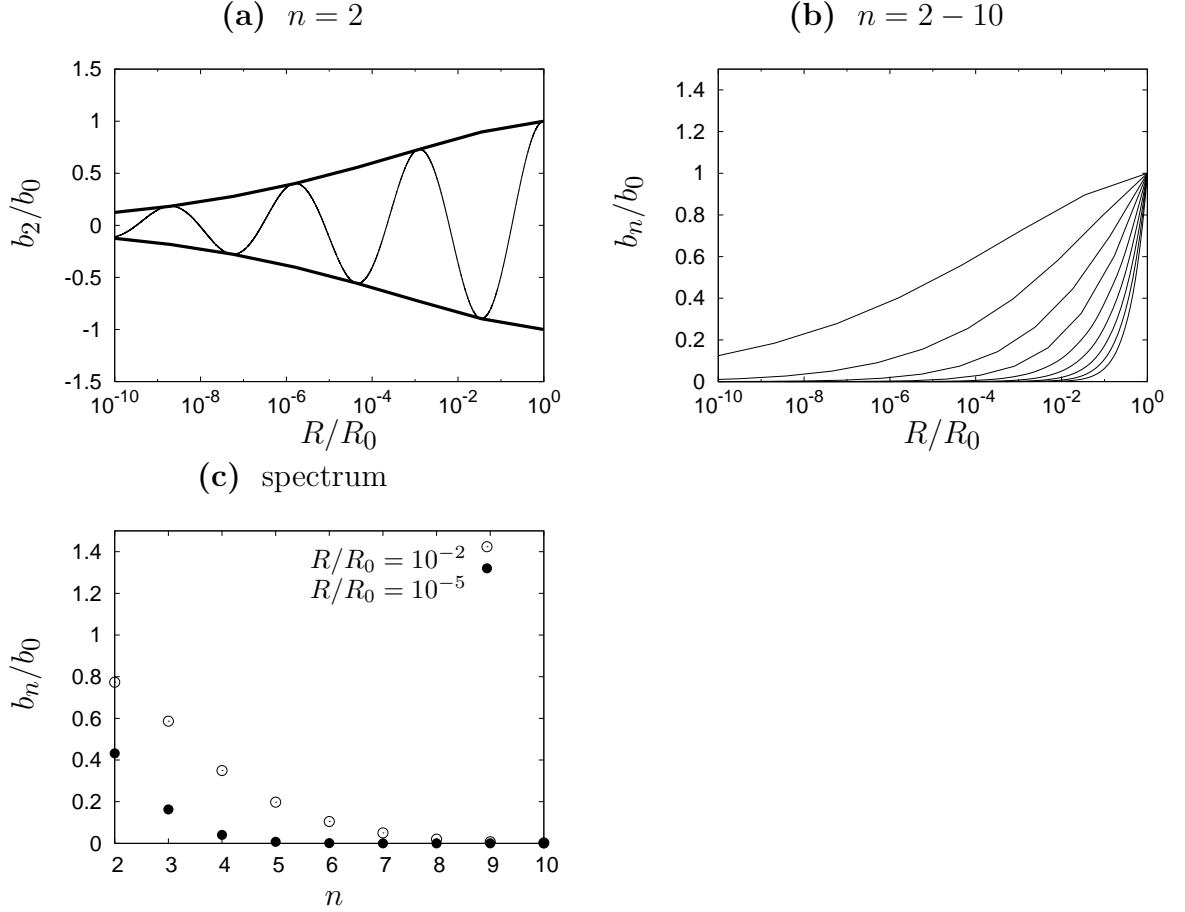 (a) n = 2
1.5
1
0.5
0
-0.5
-1
-1.5
b₂/b₀
10⁻¹⁰ 10⁻⁸ 10⁻⁶ 10⁻⁴ 10⁻² 10⁰
R/R₀
(b) n = 2 − 10
1.4
1.2
1
0.8
0.6
0.4
0.2
0
bₙ/b₀
10⁻¹⁰ 10⁻⁸ 10⁻⁶ 10⁻⁴ 10⁻² 10⁰
R/R₀
(c) spectrum
1.4
1.2
1
0.8
0.6
0.4
0.2
0
bₙ/b₀
R/R₀ = 10⁻²
R/R₀ = 10⁻⁵
2 3 4 5 6 7 8 9 10
n